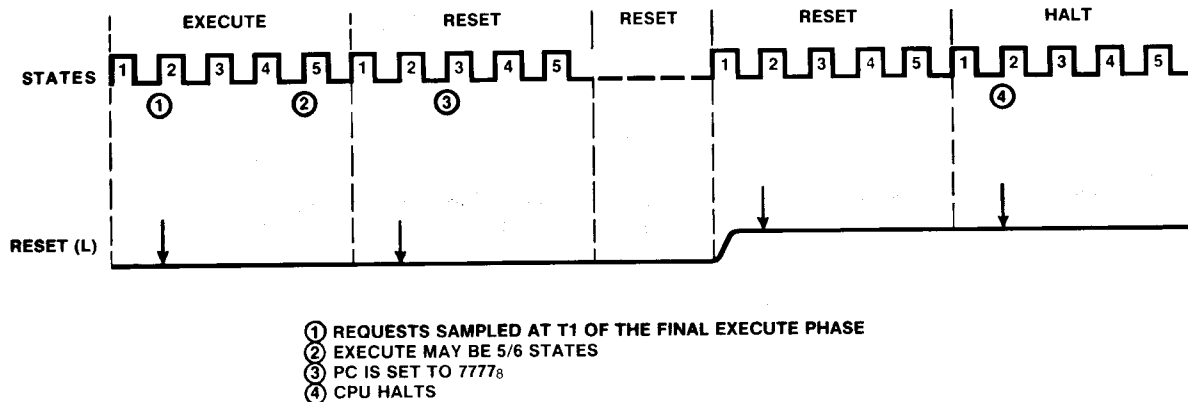 EXECUTE RESET RESET RESET HALT
STATES 1 2 3 4 5 1 2 3 4 5 1 2 3 4 5 1 2 3 4 5
① ② ③ ④
RESET (L)
① REQUESTS SAMPLED AT T1 OF THE FINAL EXECUTE PHASE
② EXECUTE MAY BE 5/6 STATES
③ PC IS SET TO 7777₈
④ CPU HALTS